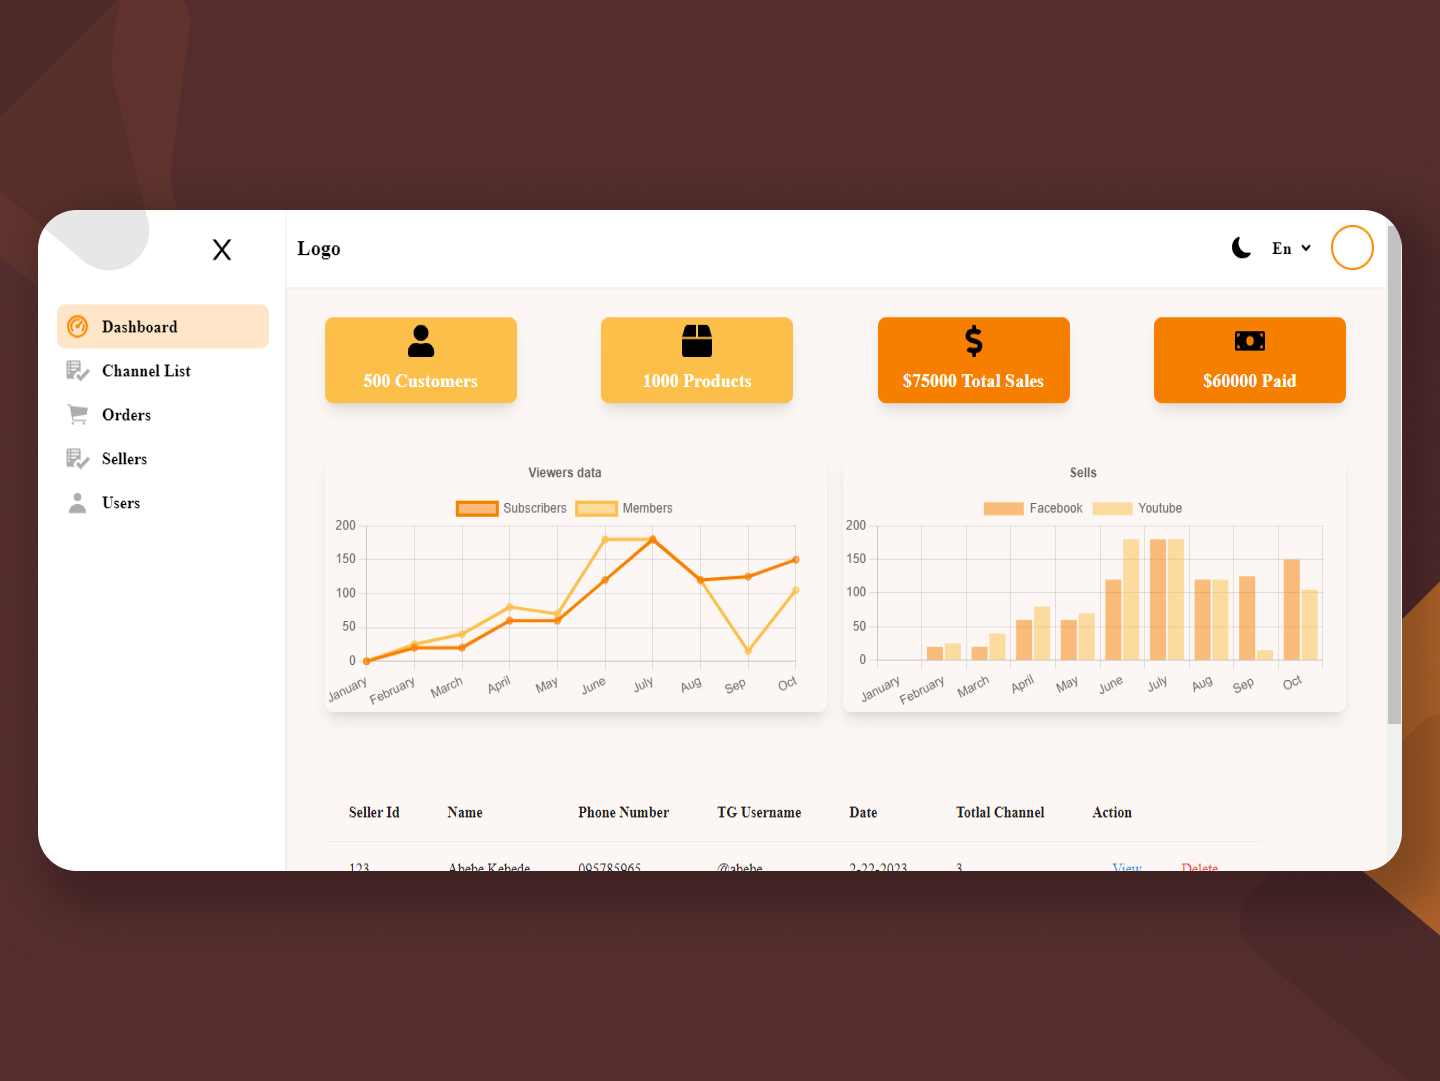 X
Logo
En
Dashboard
Channel List
Orders
Sellers
Users
500 Customers
1000 Products
$75000 Total Sales
$60000 Paid
Viewers data
Subscribers Members
200
150
100
50
0
January February March April May June July Aug Sep Oct
Sells
Facebook Youtube
200
150
100
50
0
January February March April May June July Aug Sep Oct
Seller Id Name Phone Number TG Username Date Totlal Channel Action
123 Abebe Kebede 095785965 @abebe 2-22-2023 3 View Delete